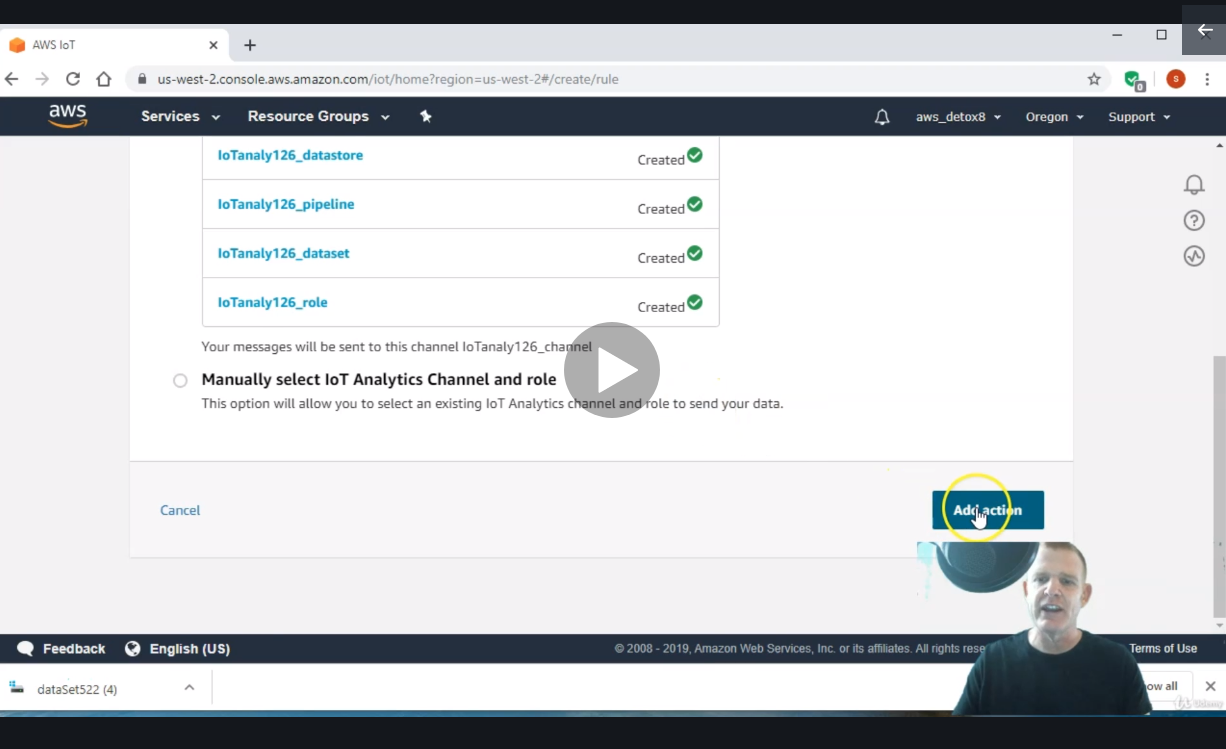 AWS IoT
us-west-2.console.aws.amazon.com/iot/home?region=us-west-2#/create/rule
S
0
aws
Services
Resource Groups
aws_detox8
Oregon
Support
IoTanaly126_datastore
Created
IoTanaly126_pipeline
Created
IoTanaly126_dataset
Created
IoTanaly126_role
Created
Your messages will be sent to this channel IoTanaly126_channel
Manually select IoT Analytics Channel and role
This option will allow you to select an existing IoT Analytics channel and role to send your data.
Cancel
Add action
Feedback
English (US)
© 2008 - 2019, Amazon Web Services, Inc. or its affiliates. All rights rese
Terms of Use
dataSet522 (4)
ow all
Udemy